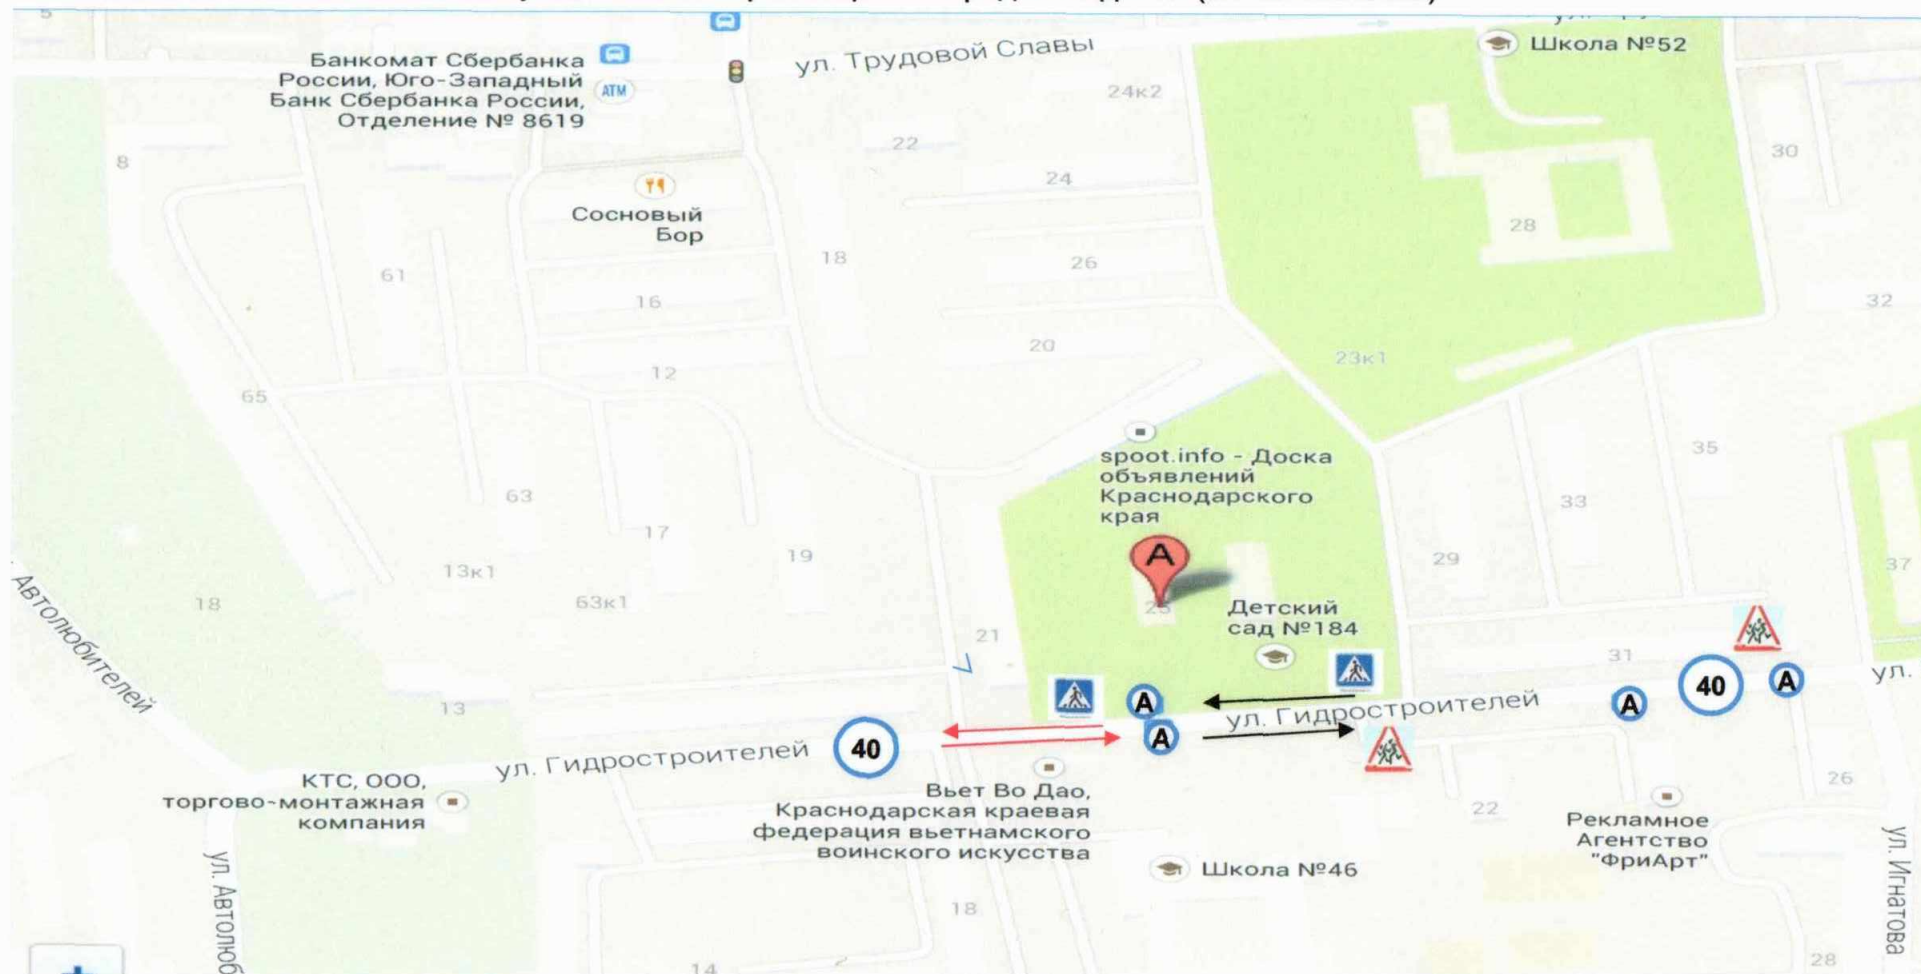 5
ул. Трудовой Славы
Школа №52
Банкомат Сбербанка
России, Юго-Западный
Банк Сбербанка России,
Отделение № 8619
ATM
24к2
22
8
30
24
Сосновый
Бор
28
18
26
61
16
32
20
23к1
12
65
spoot.info - Доска
объявлений
Краснодарского
края
35
63
33
17
19
A
29
37
13к1
63к1
18
Детский
сад №184
21
31
Автолюбителей
13
A
A
40
A
A
ул.
ул. Гидростроителей
40
ул. Гидростроителей
КТС, ООО,
торгово-монтажная
компания
Вьет Во Дао,
Краснодарская краевая
федерация вьетнамского
воинского искусства
26
22
Рекламное
Агентство
"ФриАрт"
Школа №46
ул. Автолюб
ул. Игнатова
18
14
28